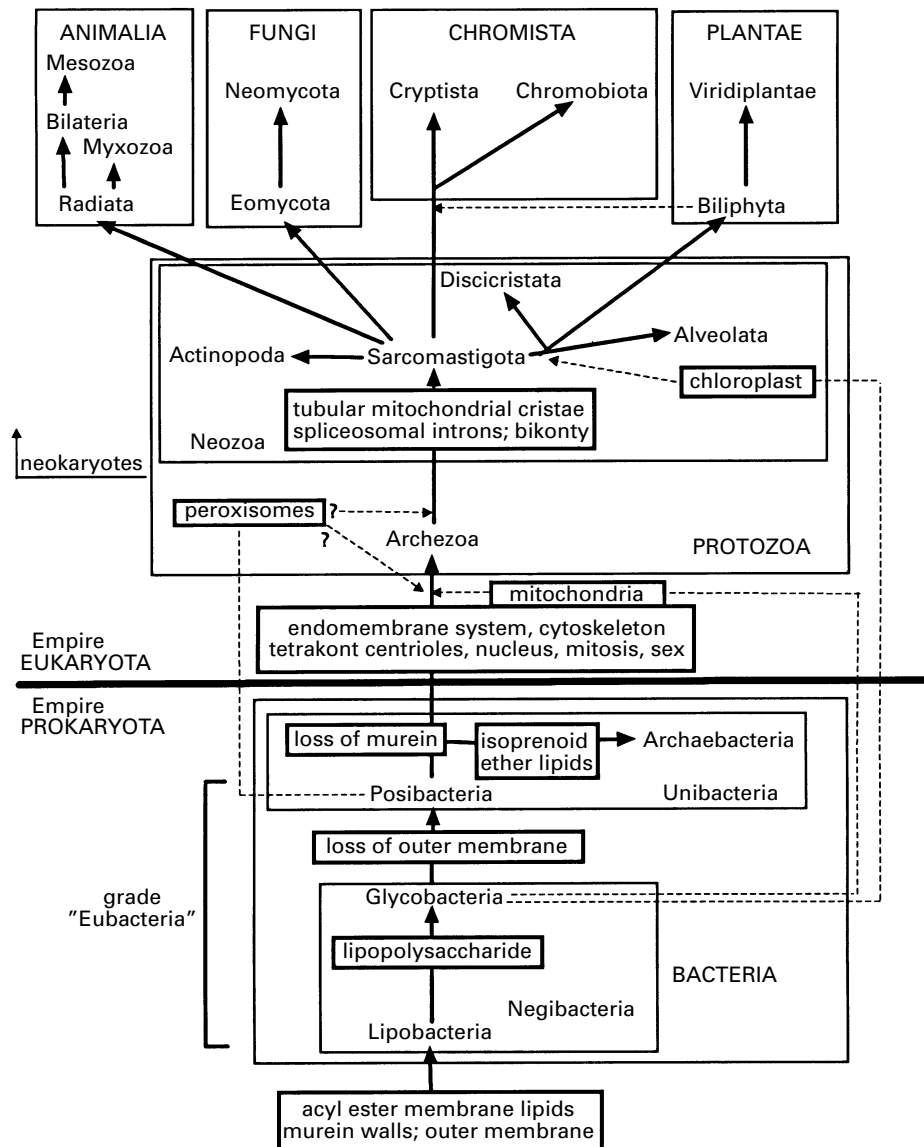 ANIMALIA
Mesozoa
Bilateria
Myxozoa
Radiata
FUNGI
Neomycota
Eomycota
CHROMISTA
Cryptista
Chromobiota
PLANTAE
Viridiplantae
Biliphyta
Discicristata
Alveolata
Actinopoda
Sarcomastigota
chloroplast
tubular mitochondrial cristae
spliceosomal introns; bikonty
Neozoa
neokaryotes
peroxisomes
?
?
Archezoa
PROTOZOA
mitochondria
endomembrane system, cytoskeleton
tetrakont centrioles, nucleus, mitosis, sex
Empire
EUKARYOTA
Empire
PROKARYOTA
loss of murein
isoprenoid
ether lipids
Archaebacteria
Posibacteria
Unibacteria
loss of outer membrane
grade
"Eubacteria"
Glycobacteria
lipopolysaccharide
BACTERIA
Negibacteria
Lipobacteria
acyl ester membrane lipids
murein walls; outer membrane